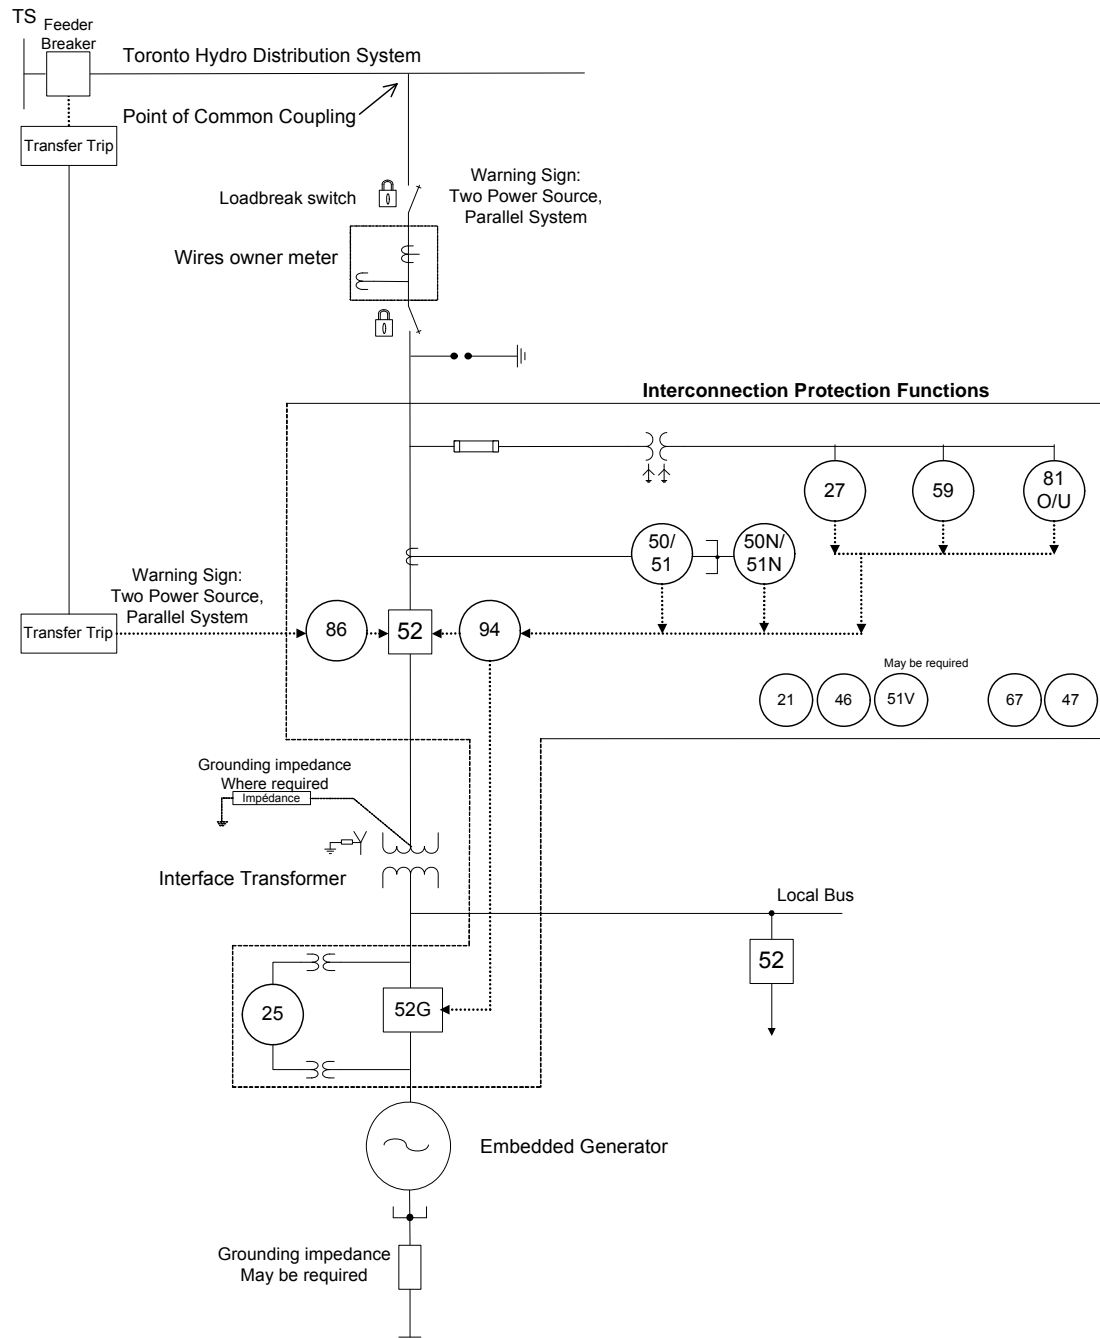 TS
Feeder
Breaker
Toronto Hydro Distribution System
Point of Common Coupling
Transfer Trip
Loadbreak switch
Warning Sign:
Two Power Source,
Parallel System
Wires owner meter
Interconnection Protection Functions
27
59
81
O/U
50/
51
50N/
51N
Warning Sign:
Two Power Source,
Parallel System
Transfer Trip
86
52
94
May be required
21
46
51V
67
47
Grounding impedance
Where required
Impédance
Interface Transformer
Local Bus
52
25
52G
Embedded Generator
Grounding impedance
May be required